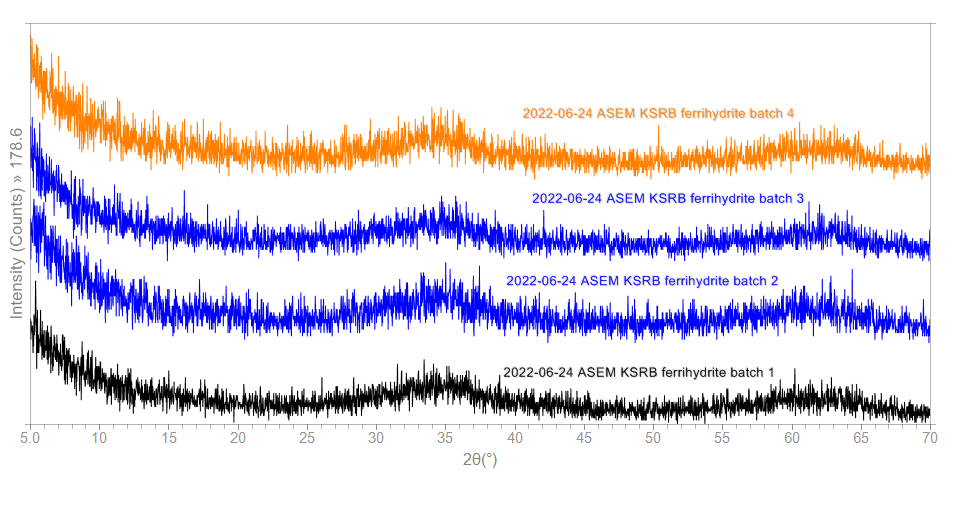 2022-06-24 ASEM KSRB ferrihydrite batch 4
2022-06-24 ASEM KSRB ferrihydrite batch 3
2022-06-24 ASEM KSRB ferrihydrite batch 2
2022-06-24 ASEM KSRB ferrihydrite batch 1
Intensity (Counts) » 178.6
5.0 10 15 20 25 30 35 40 45 50 55 60 65 70
2θ(°)